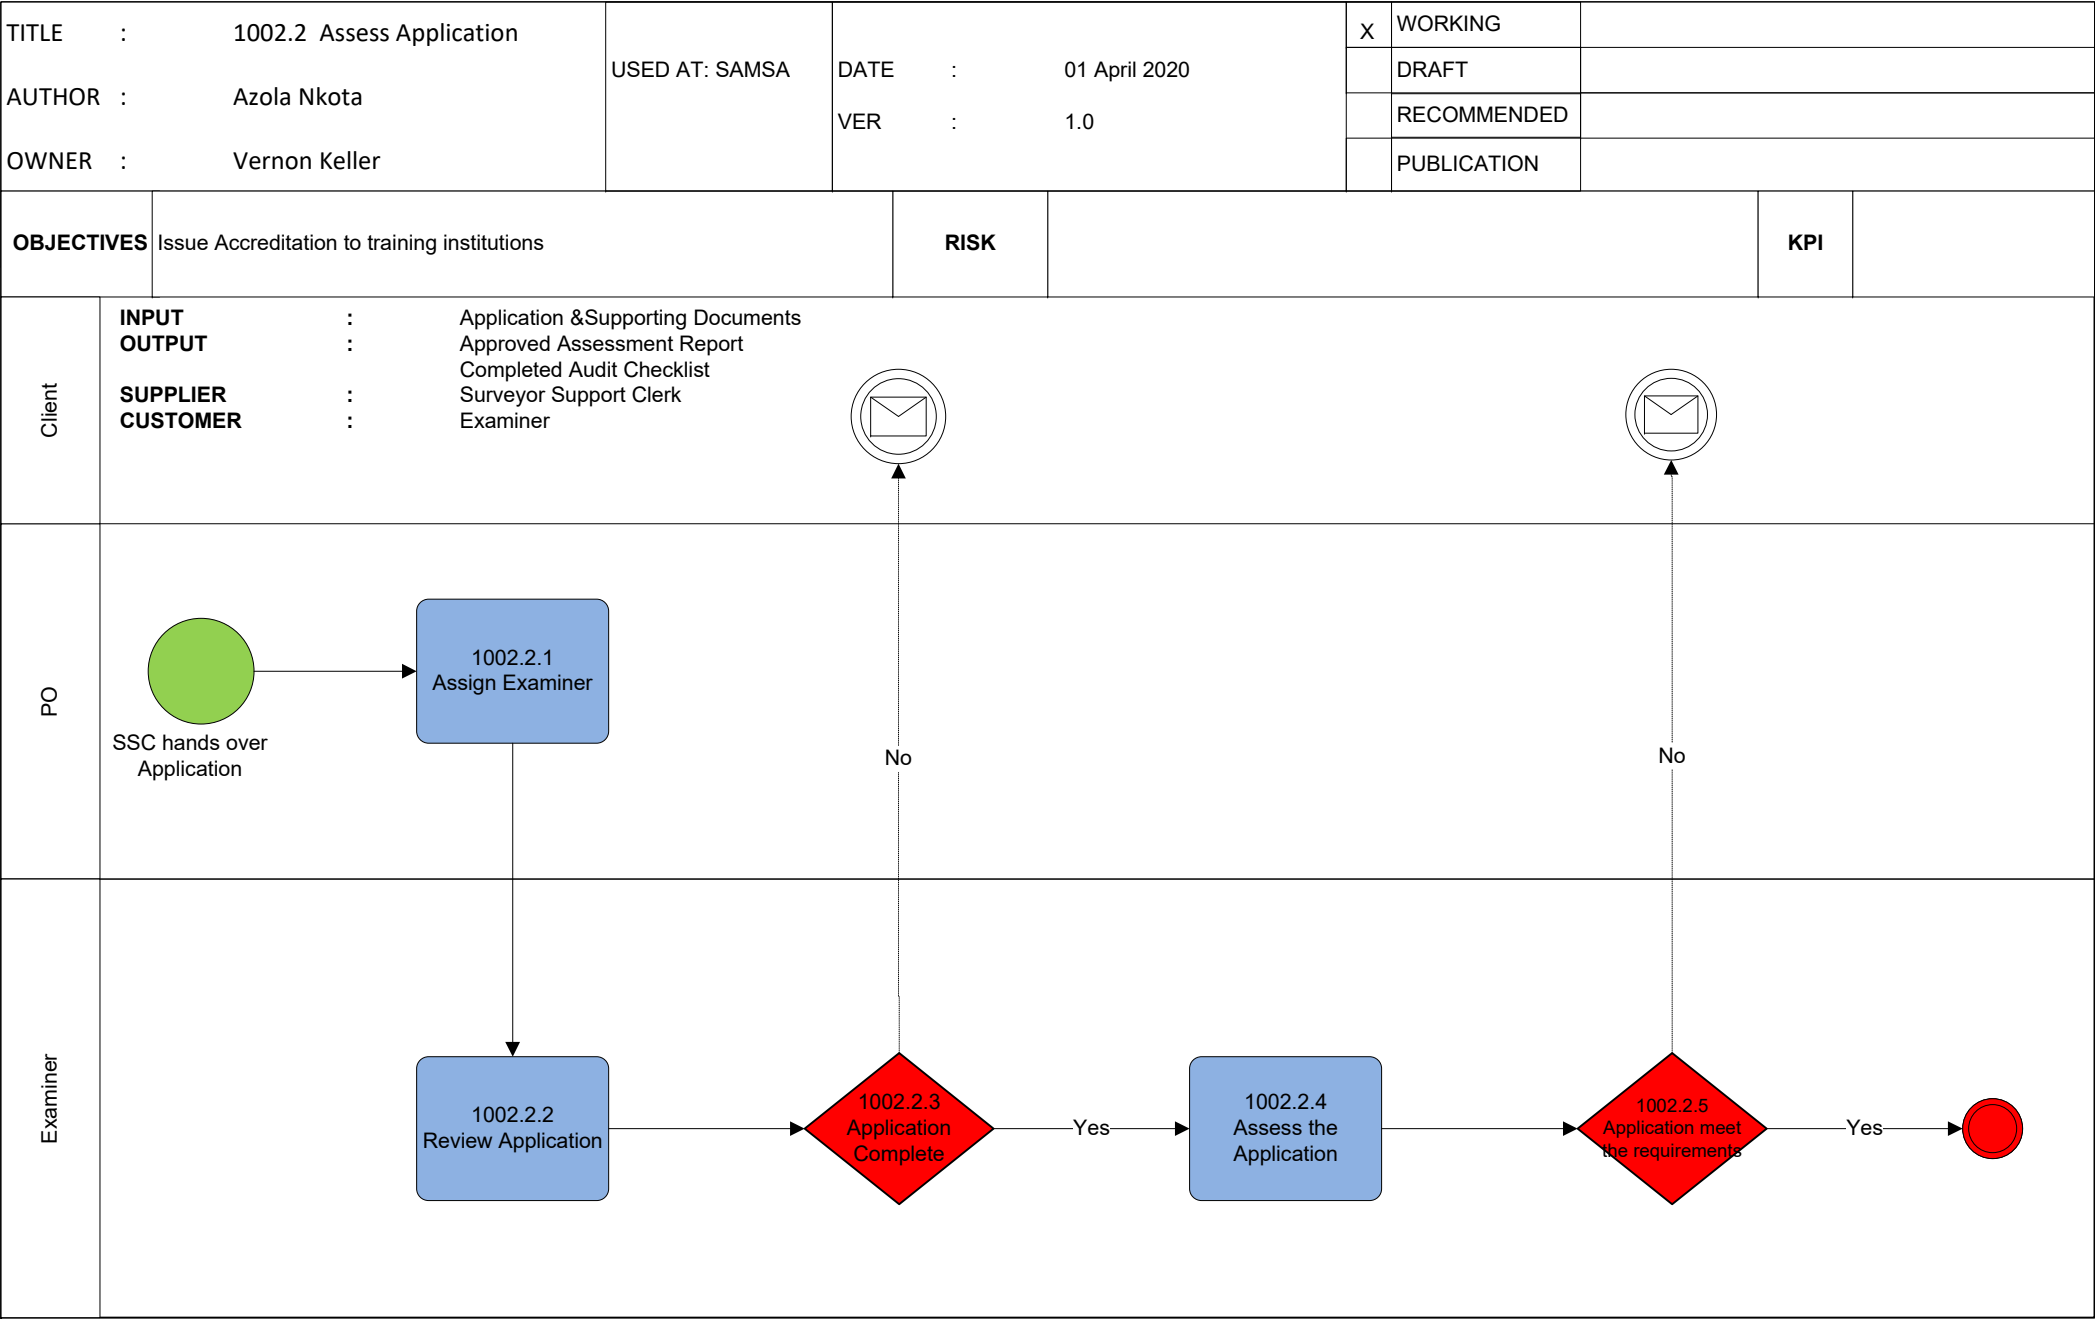 TITLE : 1002.2 Assess Application
AUTHOR : Azola Nkota
OWNER : Vernon Keller
USED AT: SAMSA
DATE : 01 April 2020
VER : 1.0
X WORKING
DRAFT
RECOMMENDED
PUBLICATION
OBJECTIVES Issue Accreditation to training institutions
RISK
KPI
Client
INPUT : Application &Supporting Documents
OUTPUT : Approved Assessment Report
Completed Audit Checklist
SUPPLIER : Surveyor Support Clerk
CUSTOMER : Examiner
PO
SSC hands over
Application
1002.2.1
Assign Examiner
No
No
Examiner
1002.2.2
Review Application
1002.2.3
Application
Complete
Yes
1002.2.4
Assess the
Application
1002.2.5
Application meet
the requirements
Yes